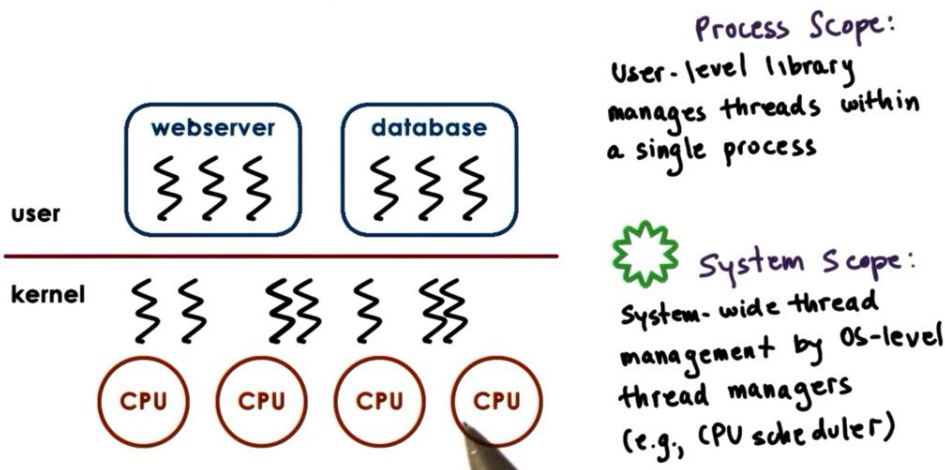 webserver
database
user
kernel
CPU
CPU
CPU
CPU
Process Scope:
User-level library
manages threads within
a single process
System Scope:
System-wide thread
management by OS-level
thread managers
(e.g., CPU scheduler)